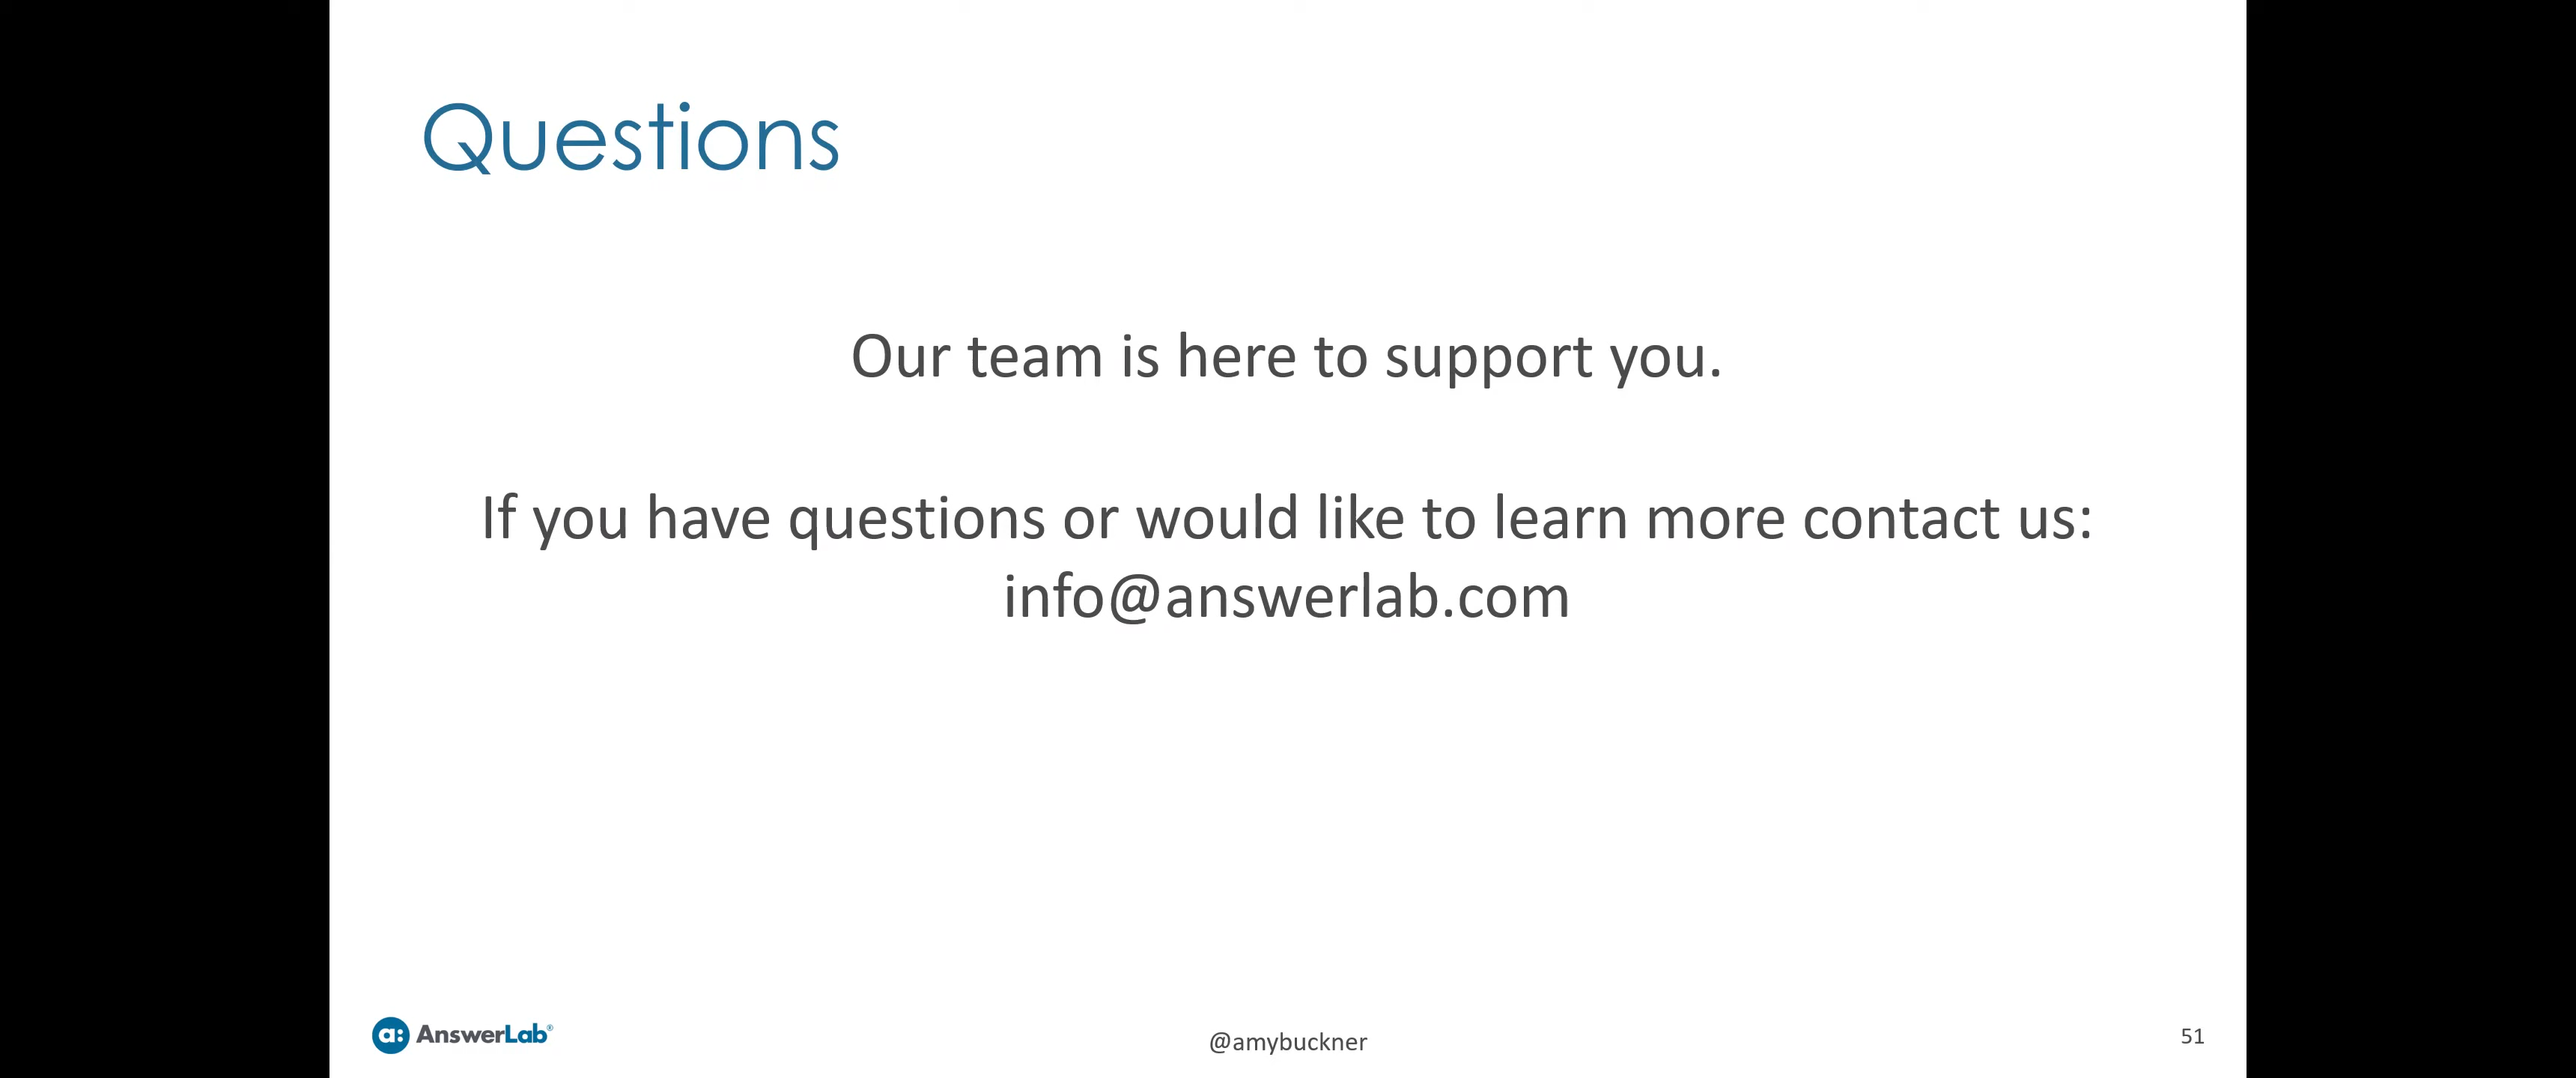 Questions
Our team is here to support you.
If you have questions or would like to learn more contact us:
info@answerlab.com
a: AnswerLab®
@amybuckner
51